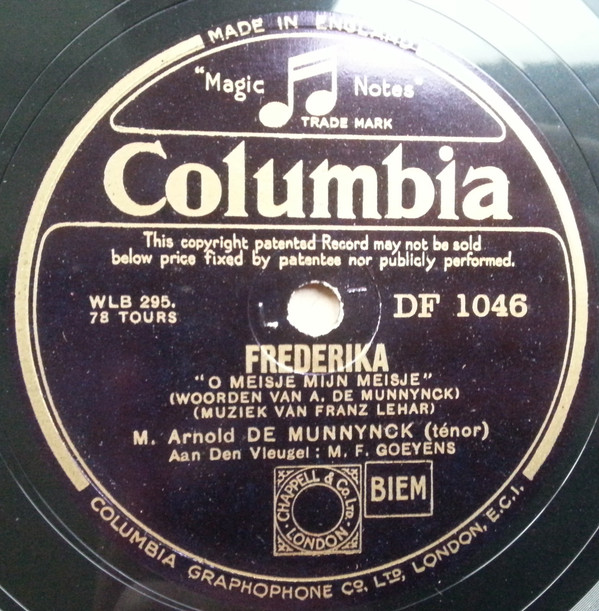 MADE IN ENGLAND
"Magic Notes"
TRADE MARK
Columbia
This copyright patented Record may not be sold
below price fixed by patentee nor publicly performed.
WLB 295.
78 TOURS
DF 1046
FREDERIKA
"O MEISJE MIJN MEISJE"
(WOORDEN VAN A. DE MUNNYNCK)
(MUZIEK VAN FRANZ LEHAR)
M. Arnold DE MUNNYNCK (ténor)
Aan Den Vleugel : M. F. GOEYENS
CHAPPELL & Co. LTD
LONDON
BIEM
COLUMBIA GRAPHOPHONE Co. LTD, LONDON, E.C.1.